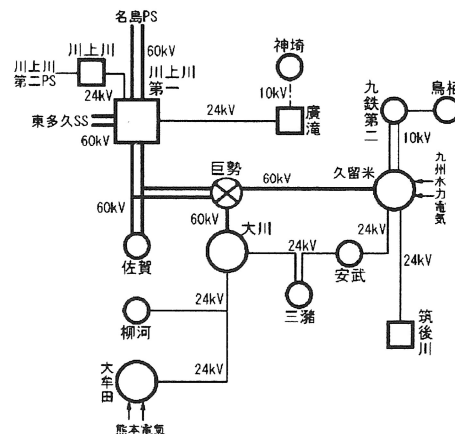 名島PS
60kV
川上川
川上川
第二PS
24kV
川上川
第一
神埼
10kV
24kV
廣滝
東多久SS
60kV
九鉄
第二
鳥栖
10kV
巨勢
60kV
久留米
九州水力電気
60kV
60kV
佐賀
大川
24kV
安武
24kV
24kV
三潴
筑後川
24kV
柳河
24kV
大牟田
熊本電気